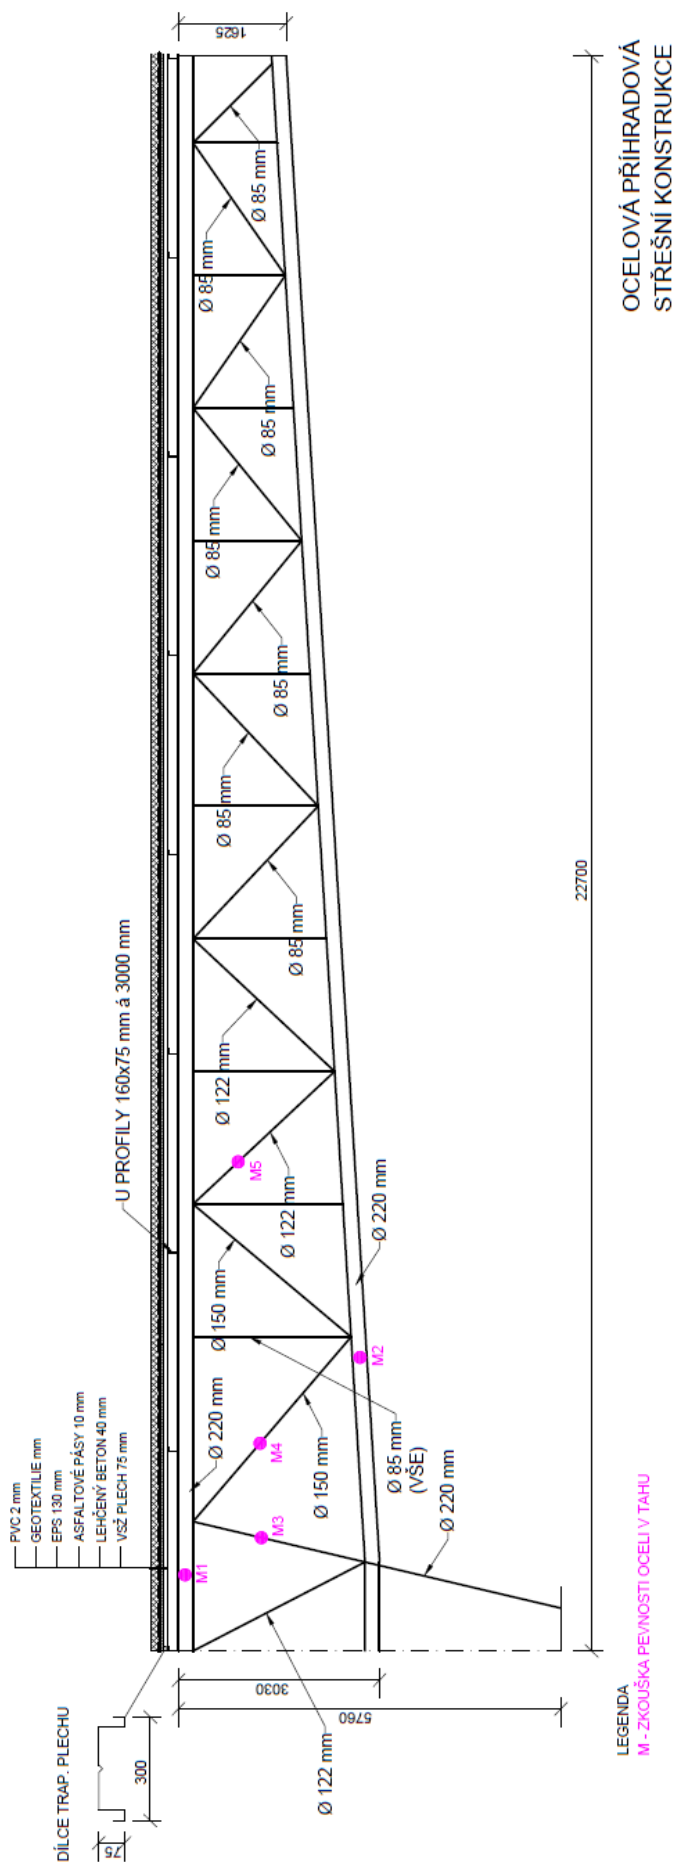 PVC 2 mm
GEOTEXTILIE mm
EPS 130 mm
ASFALTOVÉ PÁSY 10 mm
LEHČENÝ BETON 40 mm
VSŽ PLECH 75 mm
U PROFILY 160x75 mm á 3000 mm
DÍLCE TRAP. PLECHU
75
300
M1
Ø 220 mm
3030
5760
Ø 122 mm
M3
M4
Ø 150 mm
Ø 150 mm
Ø 85 mm
(VŠE)
Ø 220 mm
M2
Ø 220 mm
M5
Ø 122 mm
Ø 122 mm
Ø 85 mm
Ø 85 mm
Ø 85 mm
Ø 85 mm
Ø 85 mm
Ø 85 mm
Ø 85 mm
1625
22700
LEGENDA
M - ZKOUŠKA PEVNOSTI OCELI V TAHU
OCELOVÁ PŘÍHRADOVÁ
STŘEŠNÍ KONSTRUKCE